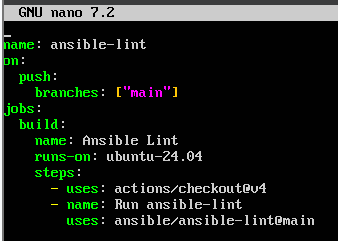 GNU nano 7.2
name: ansible-lint
on:
  push:
    branches: ["main"]
jobs:
  build:
    name: Ansible Lint
    runs-on: ubuntu-24.04
    steps:
      - uses: actions/checkout@v4
      - name: Run ansible-lint
        uses: ansible/ansible-lint@main